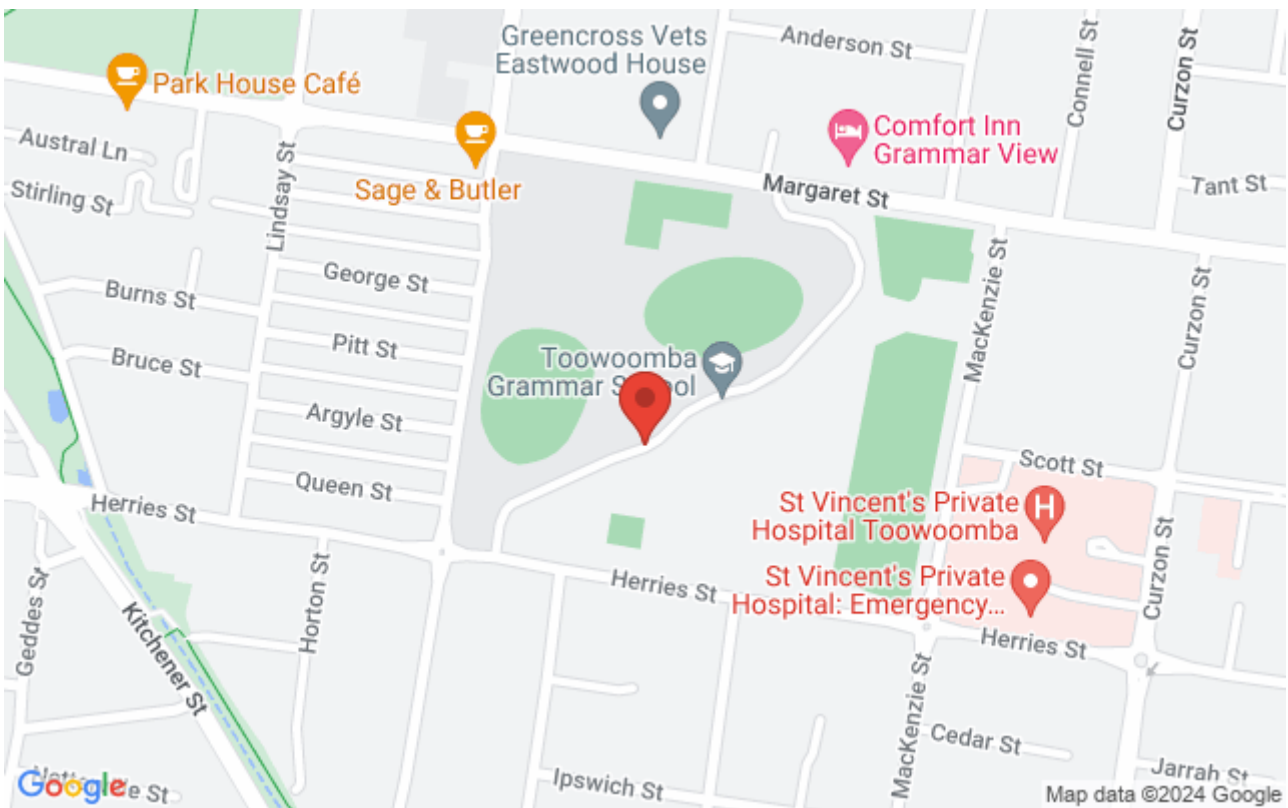 Greencross Vets
Eastwood House
Anderson St
Connell St
Curzon St
Park House Café
Comfort Inn
Grammar View
Austral Ln
Lindsay St
Sage & Butler
Margaret St
Tant St
Stirling St
MacKenzie St
Curzon St
George St
Burns St
Pitt St
Bruce St
Toowoomba
Grammar S ol
Argyle St
Scott St
Queen St
Herries St
St Vincent's Private
Hospital Toowoomba
H
St Vincent's Private
Hospital: Emergency...
Herries St
Curzon St
Geddes St
Horton St
Kitchener St
Herries St
MacKenzie St
Cedar St
Jarrah St
Ipswich St
Google
St
Map data ©2024 Google